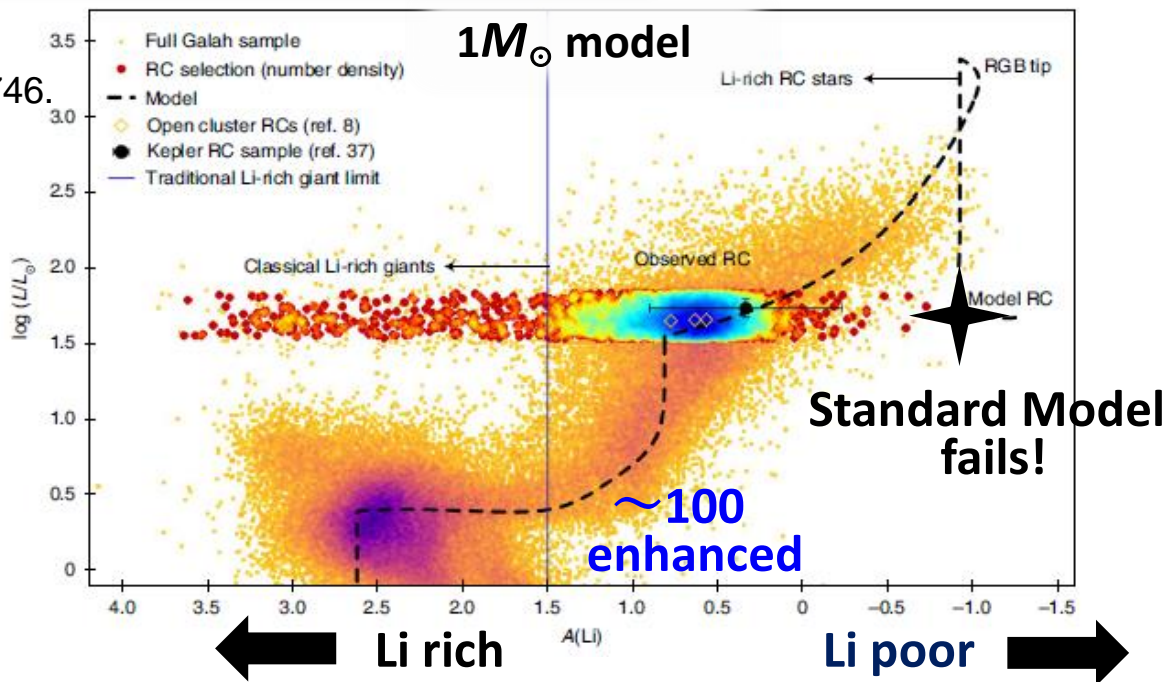 1M☉ model
746.
Full Galah sample
RC selection (number density)
Model
Open cluster RCs (ref. 8)
Kepler RC sample (ref. 37)
Traditional Li-rich giant limit
Li-rich RC stars
RGB tip
Classical Li-rich giants
Observed RC
Model RC
Standard Model
fails!
～100
enhanced
log (L/L☉)
3.5
3.0
2.5
2.0
1.5
1.0
0.5
0
4.0 3.5 3.0 2.5 2.0 1.5 1.0 0.5 0 −0.5 −1.0 −1.5
A(Li)
Li rich
Li poor